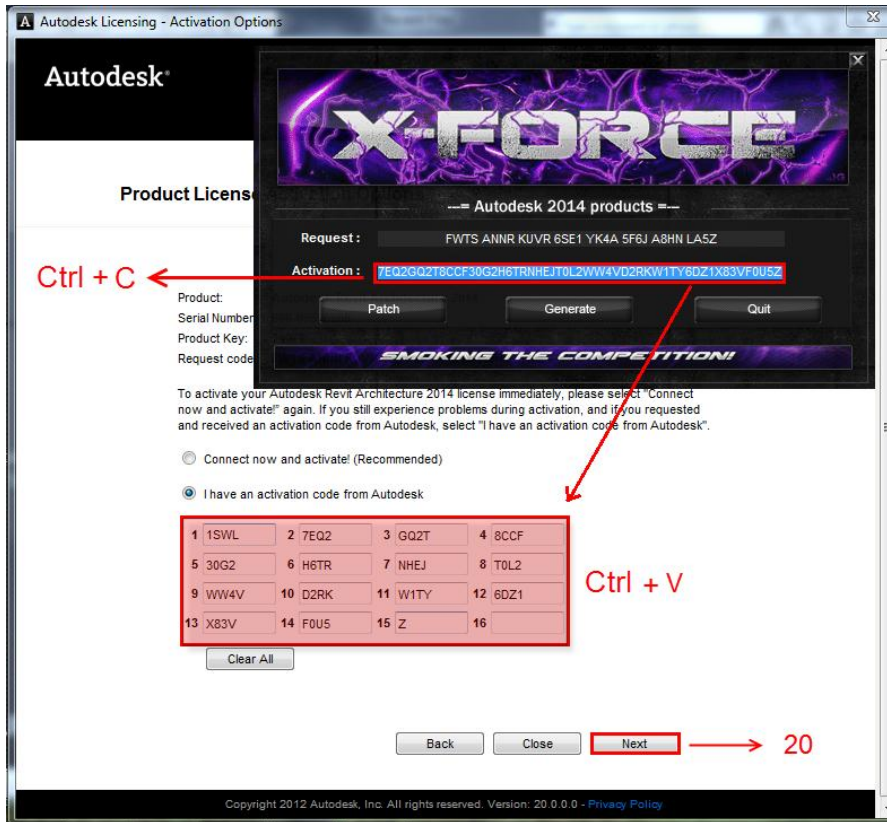 Autodesk Licensing - Activation Options
Autodesk
X-FORCE
---= Autodesk 2014 products =---
Product License
Request :
FWTS ANNR KUVR 6SE1 YK4A 5F6J A8HN LA5Z
Ctrl + C
Activation :
7EQ2GQ2T8CCF30G2H6TRNHEJT0L2WW4VD2RKW1TY6DZ1X83VF0U5Z
Patch
Generate
Quit
SMOKING THE COMPETITION!
Product:
Serial Number
Product Key:
Request code
To activate your Autodesk Revit Architecture 2014 license immediately, please select "Connect
now and activate!" again. If you still experience problems during activation, and if you requested
and received an activation code from Autodesk, select "I have an activation code from Autodesk".
Connect now and activate! (Recommended)
I have an activation code from Autodesk
1 1SWL 2 7EQ2 3 GQ2T 4 8CCF
5 30G2 6 H6TR 7 NHEJ 8 T0L2
9 WW4V 10 D2RK 11 W1TY 12 6DZ1
13 X83V 14 F0U5 15 Z 16
Ctrl + V
Clear All
Back
Close
Next
20
Copyright 2012 Autodesk, Inc. All rights reserved. Version: 20.0.0.0 - Privacy Policy